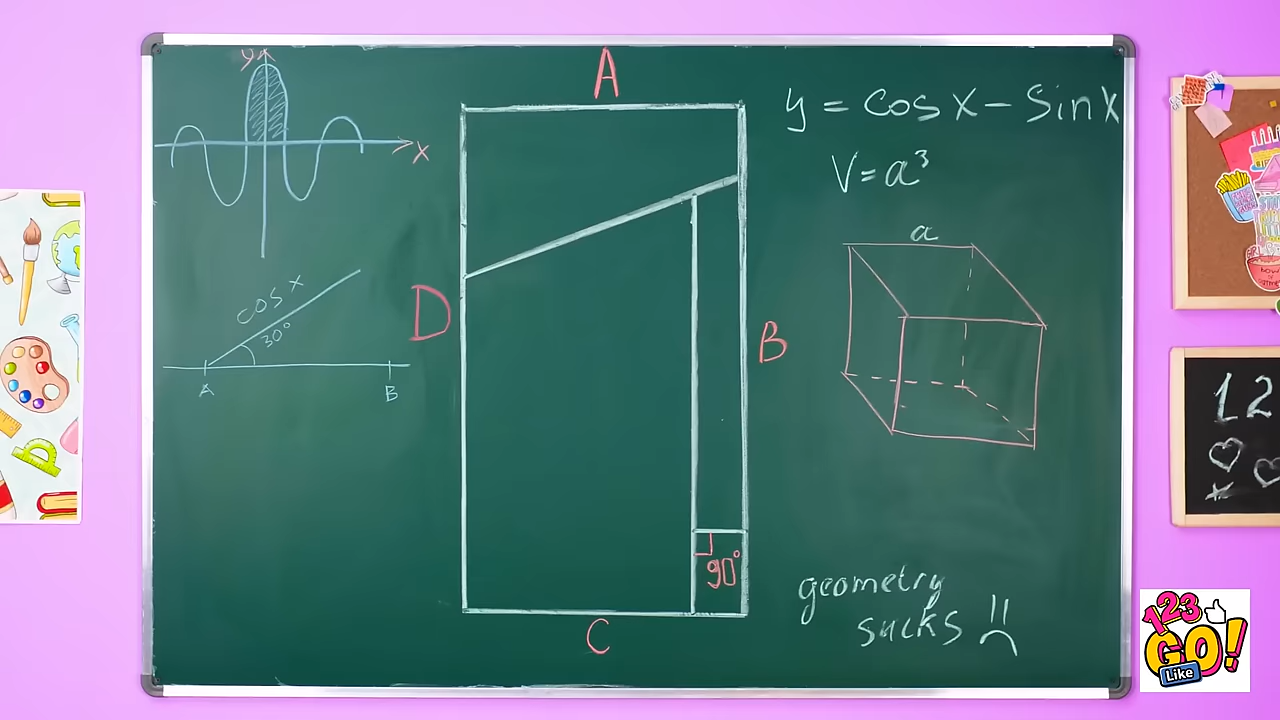 y
x
A
y = cos x - sin x
V = a³
a
cos x
30°
A
B
D
B
90°
C
geometry
sucks
12
123
GO!
Like